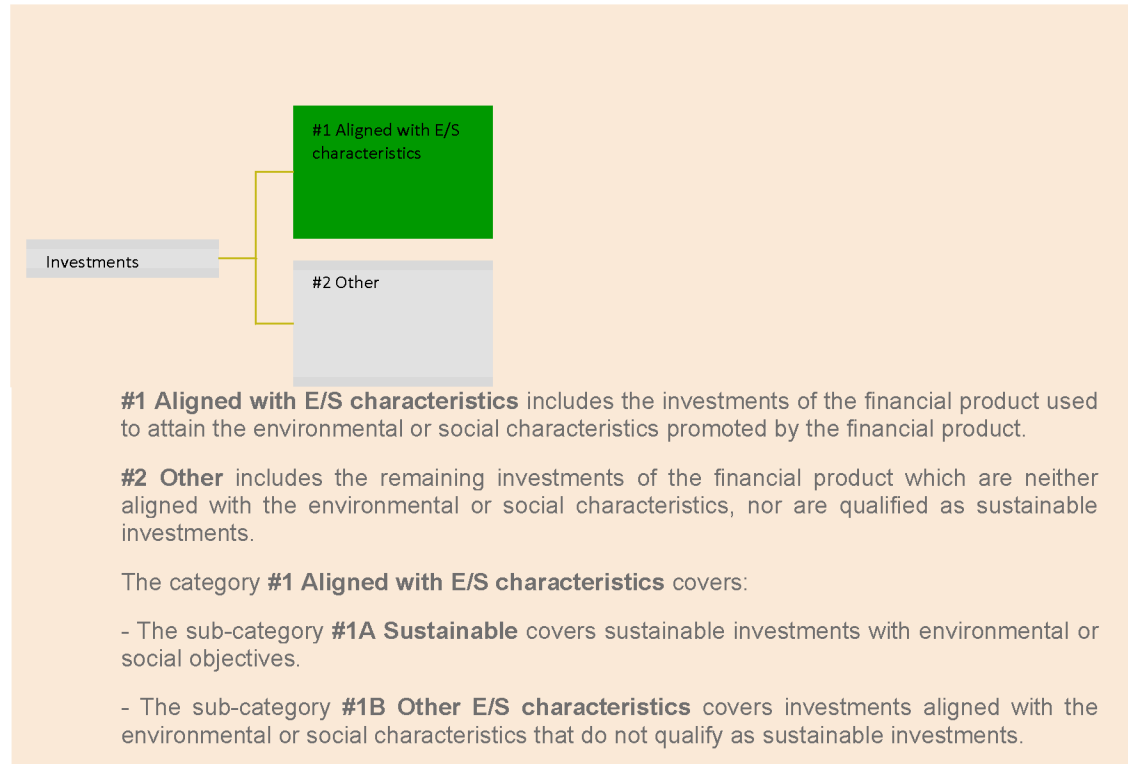 #1 Aligned with E/S
characteristics
Investments
#2 Other
#1 Aligned with E/S characteristics includes the investments of the financial product used
to attain the environmental or social characteristics promoted by the financial product.
#2 Other includes the remaining investments of the financial product which are neither
aligned with the environmental or social characteristics, nor are qualified as sustainable
investments.
The category #1 Aligned with E/S characteristics covers:
- The sub-category #1A Sustainable covers sustainable investments with environmental or
social objectives.
- The sub-category #1B Other E/S characteristics covers investments aligned with the
environmental or social characteristics that do not qualify as sustainable investments.